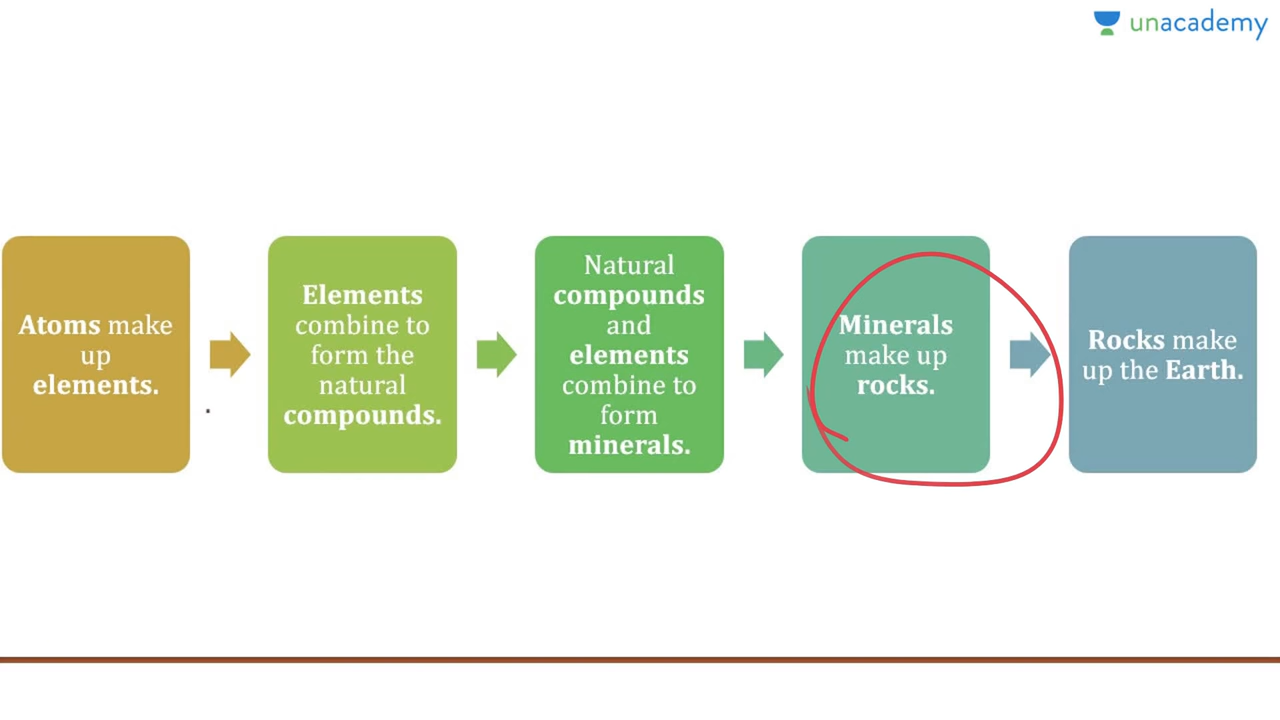 unacademy
Atoms make
up
elements.
Elements
combine to
form the
natural
compounds.
Natural
compounds
and
elements
combine to
form
minerals.
Minerals
make up
rocks.
Rocks make
up the Earth.